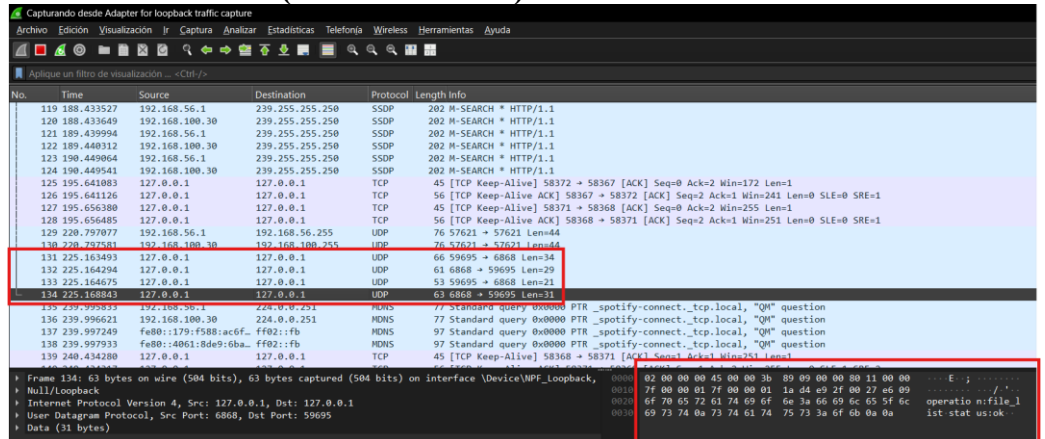 Capturando desde Adapter for loopback traffic capture
Archivo Edición Visualización Ir Captura Analizar Estadísticas Telefonía Wireless Herramientas Ayuda
Aplique un filtro de visualización ... <Ctrl-/>
No. Time Source Destination Protocol Length Info
119 188.433527 192.168.56.1 239.255.255.250 SSDP 202 M-SEARCH * HTTP/1.1
120 188.433649 192.168.100.30 239.255.255.250 SSDP 202 M-SEARCH * HTTP/1.1
121 189.439994 192.168.56.1 239.255.255.250 SSDP 202 M-SEARCH * HTTP/1.1
122 189.440312 192.168.100.30 239.255.255.250 SSDP 202 M-SEARCH * HTTP/1.1
123 190.449064 192.168.56.1 239.255.255.250 SSDP 202 M-SEARCH * HTTP/1.1
124 190.449541 192.168.100.30 239.255.255.250 SSDP 202 M-SEARCH * HTTP/1.1
125 195.641083 127.0.0.1 127.0.0.1 TCP 45 [TCP Keep-Alive] 58372 → 58367 [ACK] Seq=0 Ack=2 Win=172 Len=1
126 195.641126 127.0.0.1 127.0.0.1 TCP 56 [TCP Keep-Alive ACK] 58367 → 58372 [ACK] Seq=2 Ack=1 Win=241 Len=0 SLE=0 SRE=1
127 195.656380 127.0.0.1 127.0.0.1 TCP 45 [TCP Keep-Alive] 58371 → 58368 [ACK] Seq=0 Ack=2 Win=255 Len=1
128 195.656485 127.0.0.1 127.0.0.1 TCP 56 [TCP Keep-Alive ACK] 58368 → 58371 [ACK] Seq=2 Ack=1 Win=251 Len=0 SLE=0 SRE=1
129 220.797077 192.168.56.1 192.168.56.255 UDP 76 57621 → 57621 Len=44
130 220.797581 192.168.100.30 192.168.100.255 UDP 76 57621 → 57621 Len=44
131 225.163493 127.0.0.1 127.0.0.1 UDP 66 59695 → 6868 Len=34
132 225.164294 127.0.0.1 127.0.0.1 UDP 61 6868 → 59695 Len=29
133 225.164675 127.0.0.1 127.0.0.1 UDP 53 59695 → 6868 Len=21
134 225.168843 127.0.0.1 127.0.0.1 UDP 63 6868 → 59695 Len=31
135 239.995833 192.168.56.1 224.0.0.251 MDNS 77 Standard query 0x0000 PTR _spotify-connect._tcp.local, "QM" question
136 239.996621 192.168.100.30 224.0.0.251 MDNS 77 Standard query 0x0000 PTR _spotify-connect._tcp.local, "QM" question
137 239.997249 fe80::179:f588:ac6f… ff02::fb MDNS 97 Standard query 0x0000 PTR _spotify-connect._tcp.local, "QM" question
138 239.997933 fe80::4061:8de9:6ba… ff02::fb MDNS 97 Standard query 0x0000 PTR _spotify-connect._tcp.local, "QM" question
139 240.434280 127.0.0.1 127.0.0.1 TCP 45 [TCP Keep-Alive] 58368 → 58371 [ACK] Seq=1 Ack=2 Win=251 Len=1
Frame 134: 63 bytes on wire (504 bits), 63 bytes captured (504 bits) on interface \Device\NPF_Loopback,
Null/Loopback
Internet Protocol Version 4, Src: 127.0.0.1, Dst: 127.0.0.1
User Datagram Protocol, Src Port: 6868, Dst Port: 59695
Data (31 bytes)
0000 02 00 00 00 45 00 00 3b 89 09 00 00 80 11 00 00 ····E··; ········
0010 7f 00 00 01 7f 00 00 01 1a d4 e9 2f 00 27 e6 09 ········ ···/·'··
0020 6f 70 65 72 61 74 69 6f 6e 3a 66 69 6c 65 5f 6c operatio n:file_l
0030 69 73 74 0a 73 74 61 74 75 73 3a 6f 6b 0a 0a ist·stat us:ok··